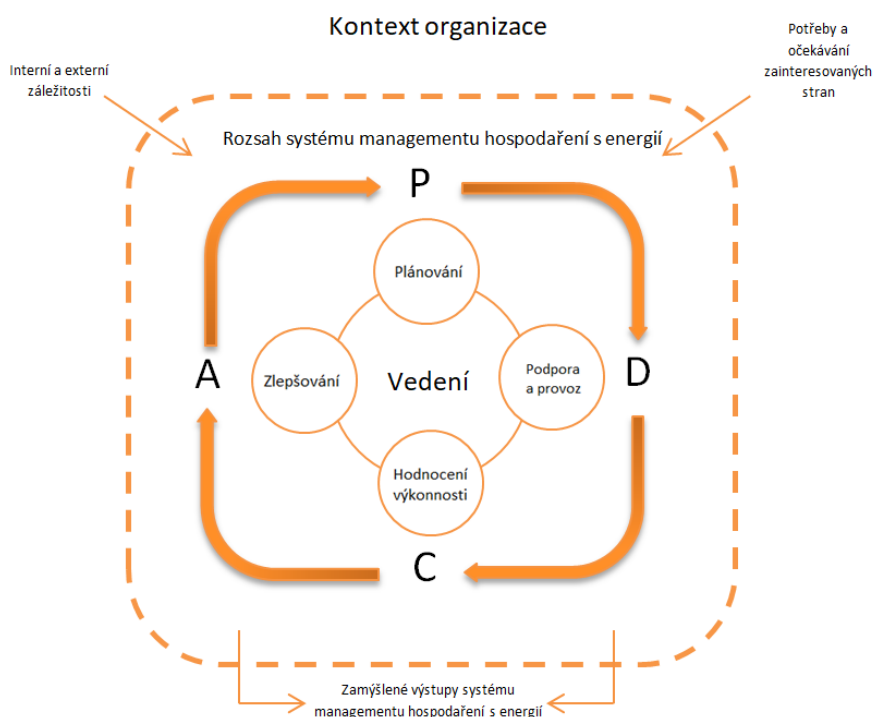 Kontext organizace
Potřeby a
očekávání
zainteresovaných
stran
Interní a externí
záležitosti
Rozsah systému managementu hospodaření s energií
P
Plánování
A
Zlepšování
Vedení
Podpora
a provoz
D
Hodnocení
výkonnosti
C
Zamýšlené výstupy systému
managementu hospodaření s energií